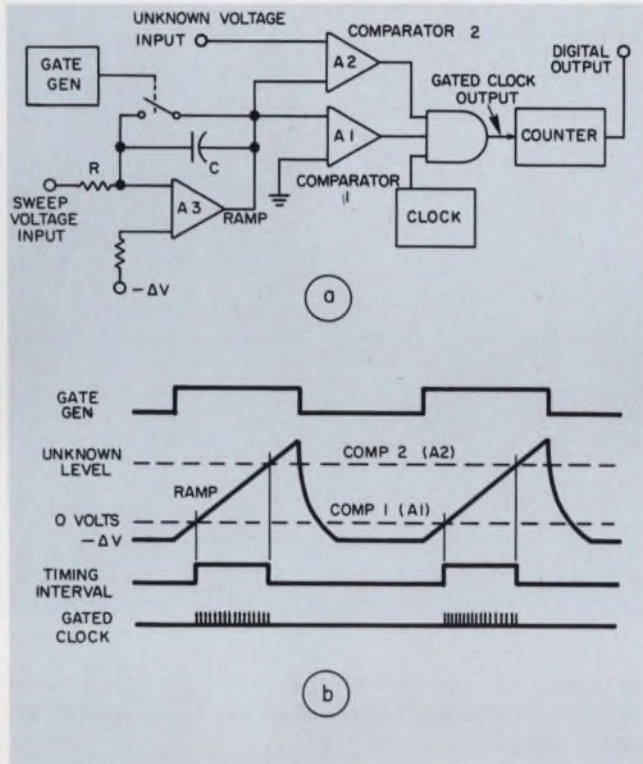 UNKNOWN VOLTAGE
INPUT
COMPARATOR 2
DIGITAL
OUTPUT
GATE
GEN
A2
GATED CLOCK
OUTPUT
A1
COUNTER
R
C
COMPARATOR
1
CLOCK
SWEEP
VOLTAGE
INPUT
A3
RAMP
-ΔV
a
GATE
GEN
UNKNOWN
LEVEL
COMP 2 (A2)
RAMP
0 VOLTS
COMP 1 (A1)
-ΔV
TIMING
INTERVAL
GATED
CLOCK
b